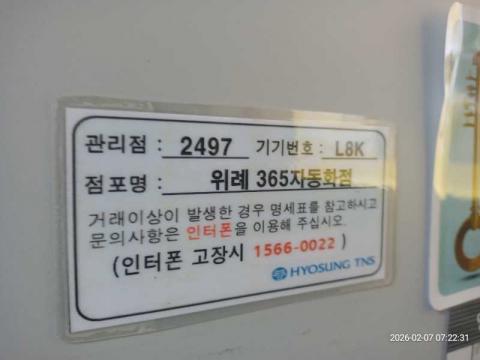 관리점 : 2497 기기번호 : L8K
점포명 : 위례 365자동화점
거래이상이 발생한 경우 명세표를 참고하시고
문의사항은 인터폰을 이용해 주십시오.
(인터폰 고장시 1566-0022 )
HYOSUNG TNS
2026-02-07 07:22:31